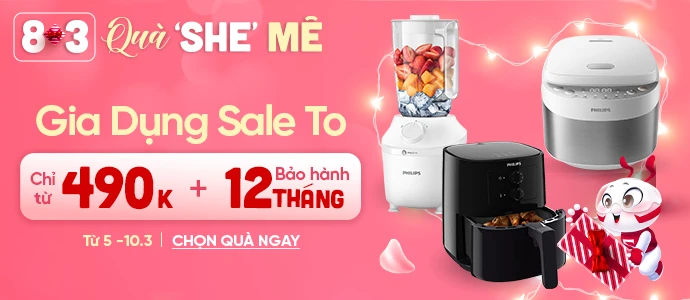 8 3 Quà 'SHE' MÊ
Gia Dụng Sale To
Chỉ từ 490K + 12 Bảo hành THÁNG
Từ 5 -10.3 | CHỌN QUÀ NGAY
PHILIPS
PHILIPS
PHILIPS